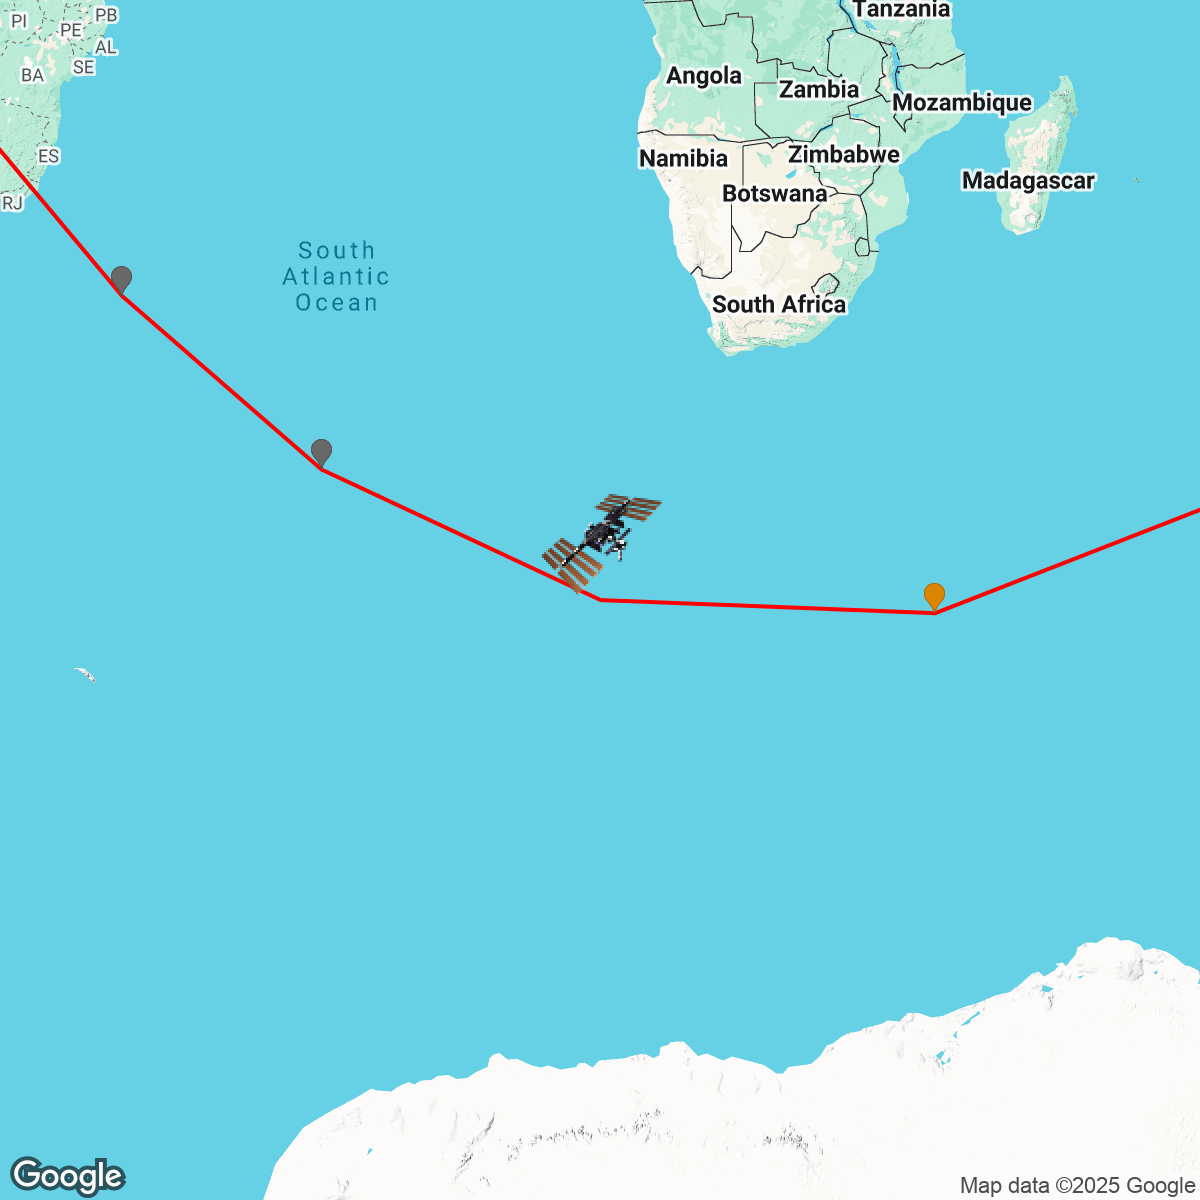 PI
PE
PB
AL
SE
BA
ES
RJ
Tanzania
Angola
Zambia
Mozambique
Namibia
Zimbabwe
Botswana
Madagascar
South Africa
South
Atlantic
Ocean
Google
Map data ©2025 Google